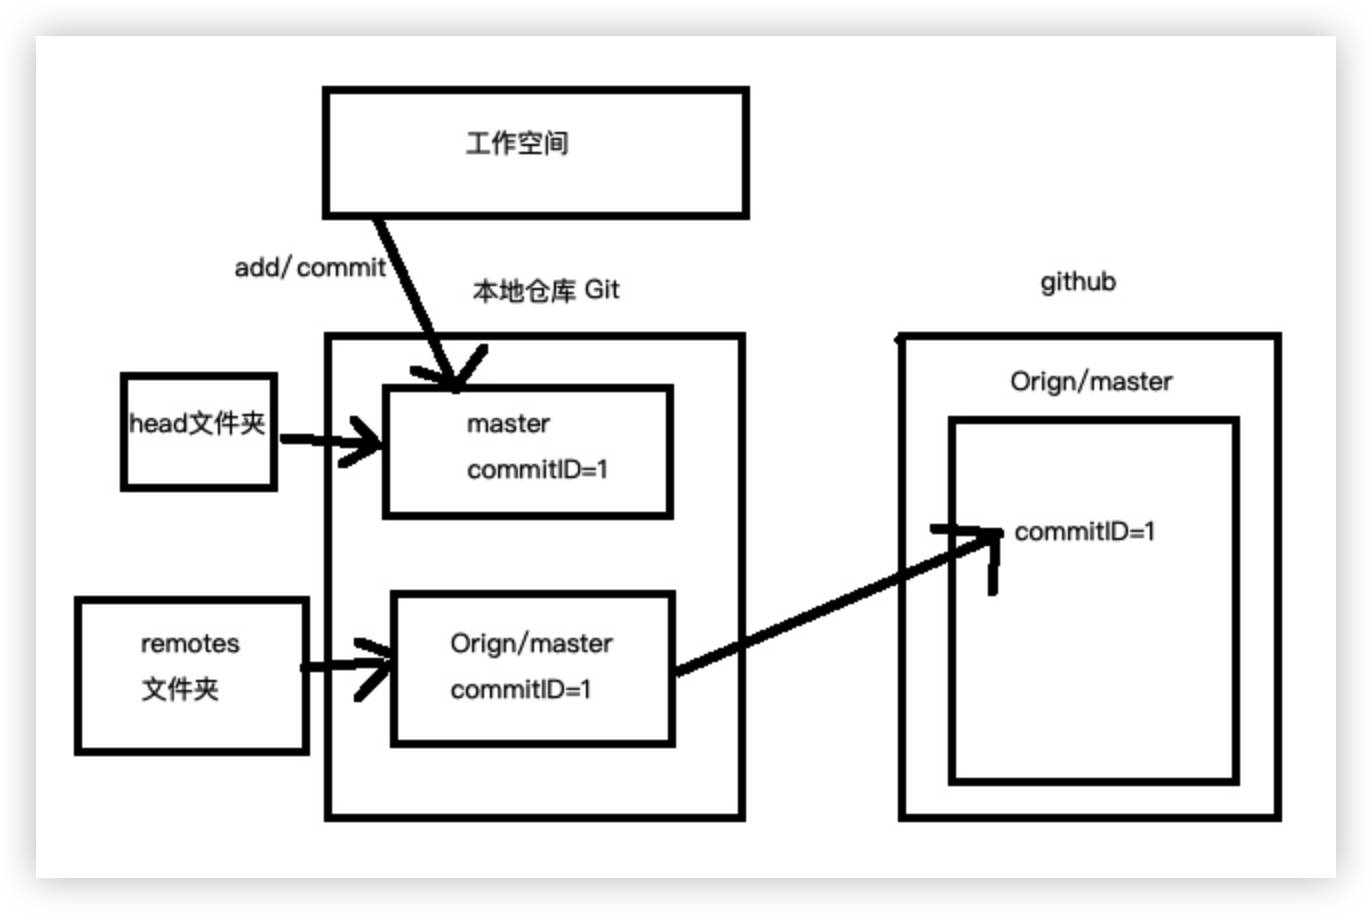 工作空间
add/commit
本地仓库 Git
github
head文件夹
master
commitID=1
Orign/master
commitID=1
remotes
文件夹
Orign/master
commitID=1